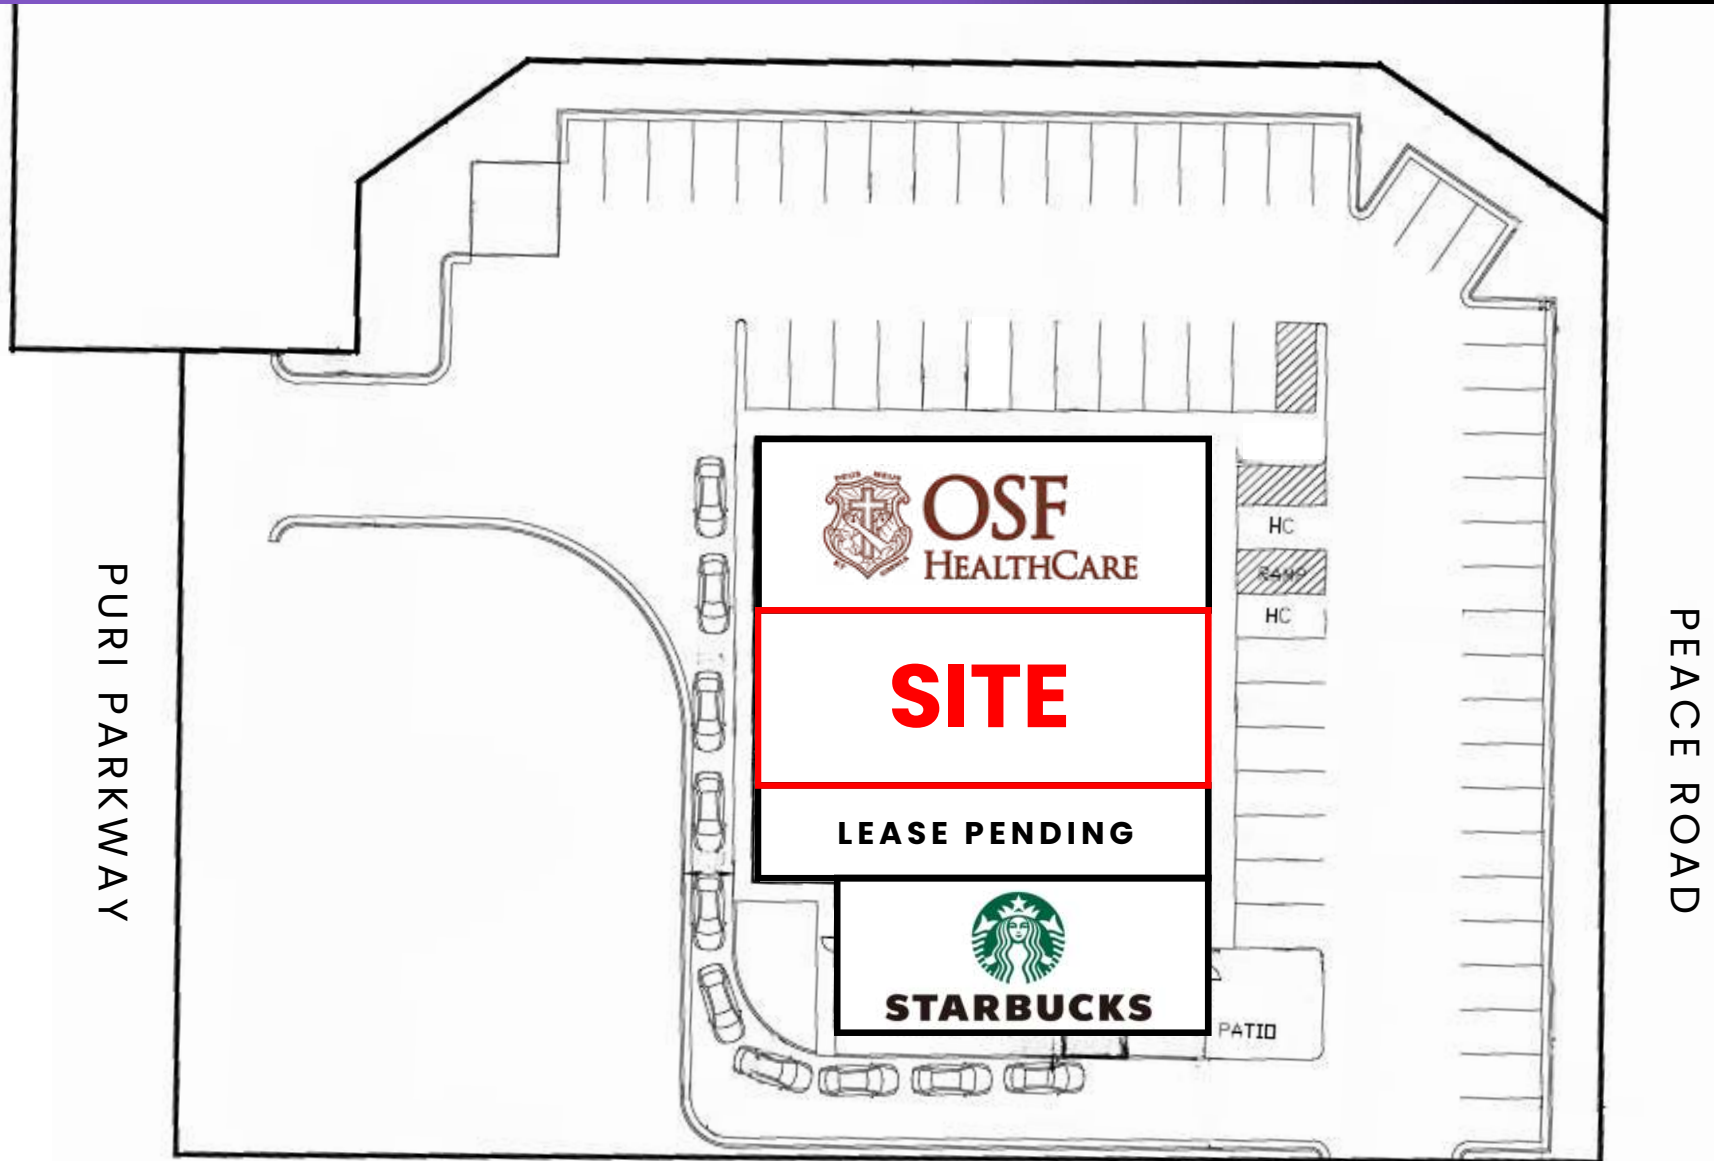 OSF
HEALTHCARE
HC
RAMP
HC
SITE
LEASE PENDING
STARBUCKS
PATIO
PURI PARKWAY
PEACE ROAD